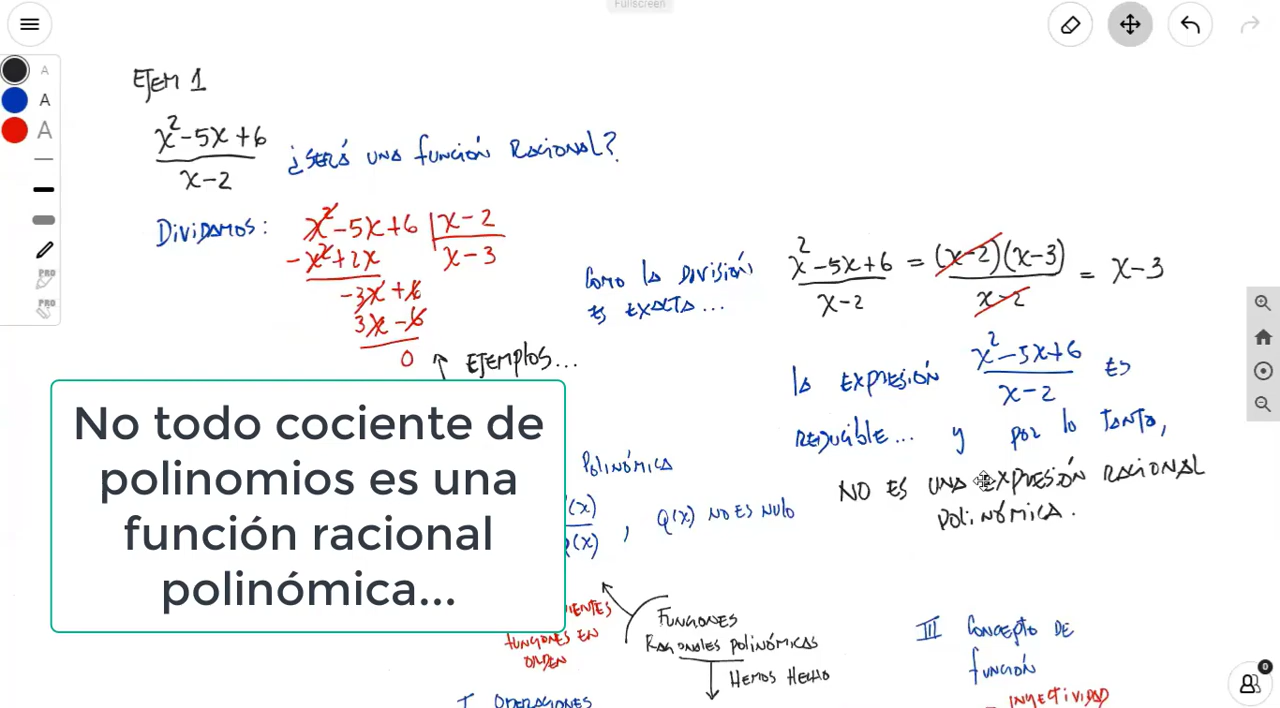 Fullscreen
EJEM 1
x²-5x+6
x-2
¿SERÁ UNA FUNCIÓN RACIONAL?
DIVIDAMOS:
x²-5x+6 | x-2
-x²+2x
x-3
-3x+6
3x-6
0
COMO LA DIVISIÓN
ES EXACTA...
x²-5x+6 = (x-2)(x-3) = x-3
x-2 x-2
↑ EJEMPLOS...
LA EXPRESIÓN x²-5x+6 ES
x-2
REDUCIBLE... Y POR LO TANTO,
NO ES UNA EXPRESIÓN RACIONAL
POLINÓMICA.
No todo cociente de
polinomios es una
función racional
polinómica...
POLINÓMICA
(x)
Q(x)
, Q(x) NO ES NULO
FUNCIONES EN
ORDEN
FUNCIONES
RACIONALES POLINÓMICAS
HEMOS HECHO
III CONCEPTO DE
FUNCIÓN
- INYECTIVIDAD
I OPERACIONES
A
A
A
PRO
PRO
0